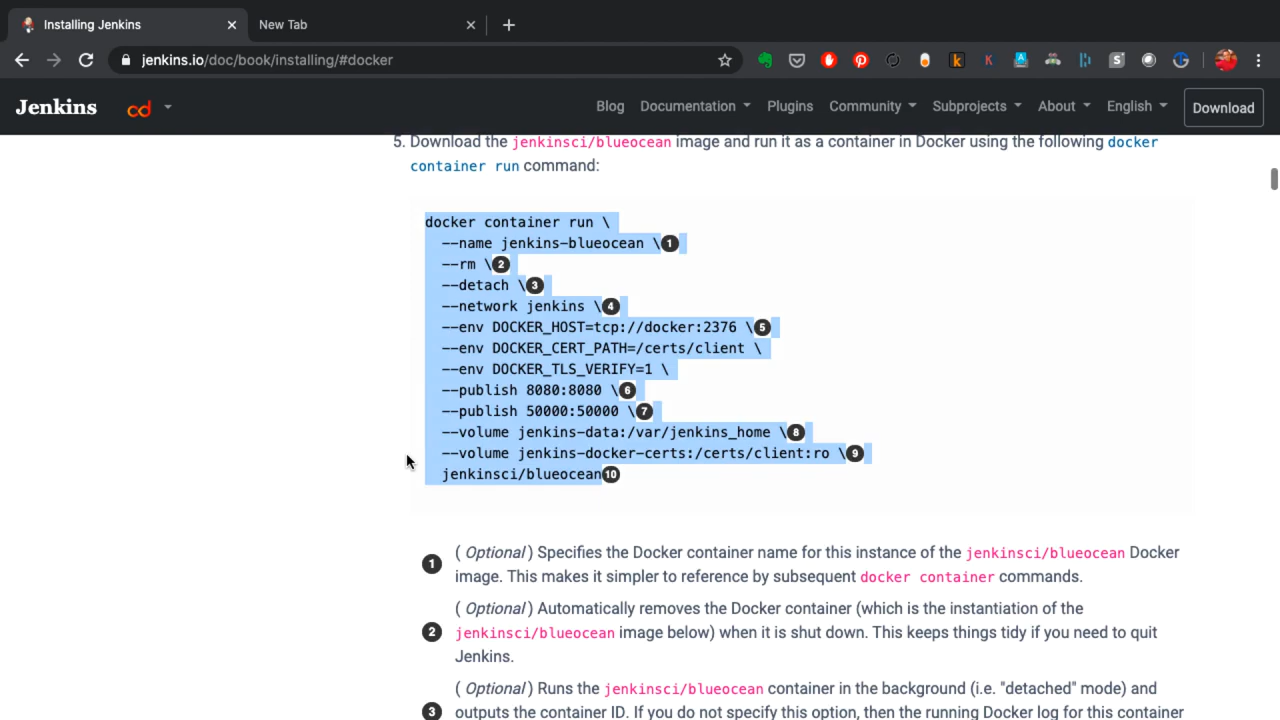 Installing Jenkins
New Tab
jenkins.io/doc/book/installing/#docker
Jenkins
cd
Blog
Documentation
Plugins
Community
Subprojects
About
English
Download
5. Download the jenkinsci/blueocean image and run it as a container in Docker using the following docker
container run command:
docker container run \
--name jenkins-blueocean \ 1
--rm \ 2
--detach \ 3
--network jenkins \ 4
--env DOCKER_HOST=tcp://docker:2376 \ 5
--env DOCKER_CERT_PATH=/certs/client \
--env DOCKER_TLS_VERIFY=1 \
--publish 8080:8080 \ 6
--publish 50000:50000 \ 7
--volume jenkins-data:/var/jenkins_home \ 8
--volume jenkins-docker-certs:/certs/client:ro \ 9
jenkinsci/blueocean 10
1 ( Optional ) Specifies the Docker container name for this instance of the jenkinsci/blueocean Docker
image. This makes it simpler to reference by subsequent docker container commands.
( Optional ) Automatically removes the Docker container (which is the instantiation of the
2 jenkinsci/blueocean image below) when it is shut down. This keeps things tidy if you need to quit
Jenkins.
( Optional ) Runs the jenkinsci/blueocean container in the background (i.e. "detached" mode) and
3 outputs the container ID. If you do not specify this option, then the running Docker log for this container